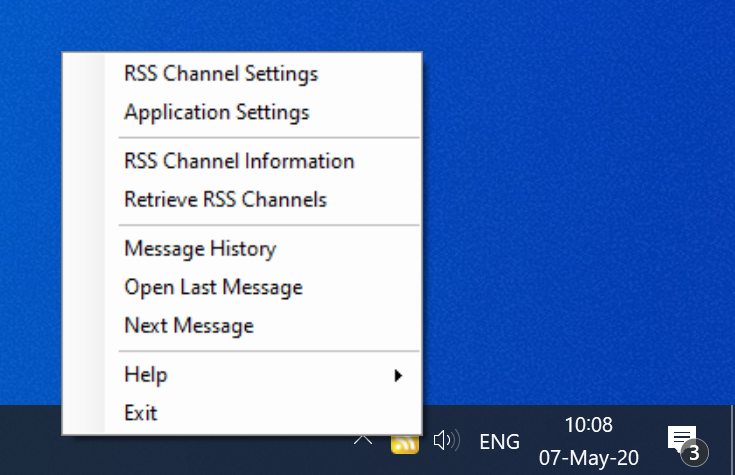 RSS Channel Settings
Application Settings
RSS Channel Information
Retrieve RSS Channels
Message History
Open Last Message
Next Message
Help
Exit
ENG
10:08
07-May-20
3